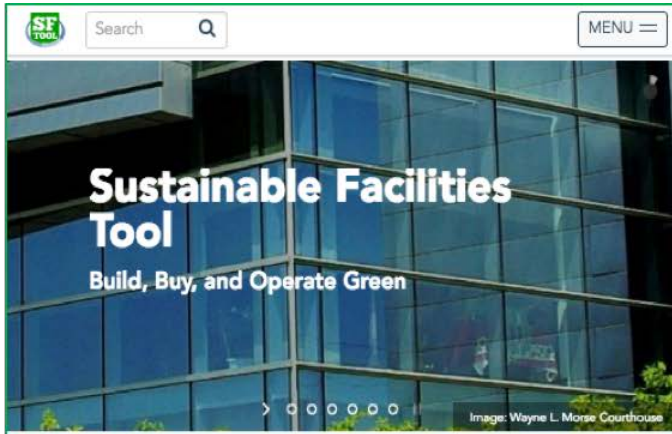 SF
TOOL
Search
MENU
Sustainable Facilities
Tool
Build, Buy, and Operate Green
Image: Wayne L. Morse Courthouse